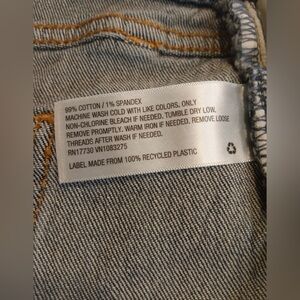 99% COTTON / 1% SPANDEX
MACHINE WASH COLD WITH LIKE COLORS, ONLY
NON-CHLORINE BLEACH IF NEEDED. TUMBLE DRY LOW.
REMOVE PROMPTLY. WARM IRON IF NEEDED. REMOVE LOOSE
THREADS AFTER WASH IF NEEDED.
RN17730 VN1083275
LABEL MADE FROM 100% RECYCLED PLASTIC